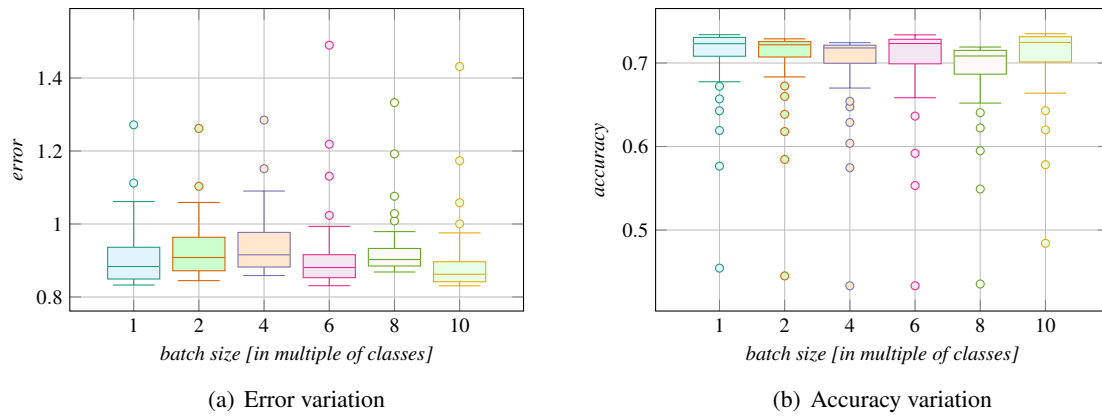 1.4
1.2
1
0.8
error
1 2 4 6 8 10
batch size [in multiple of classes]
(a) Error variation
0.7
0.6
0.5
accuracy
1 2 4 6 8 10
batch size [in multiple of classes]
(b) Accuracy variation